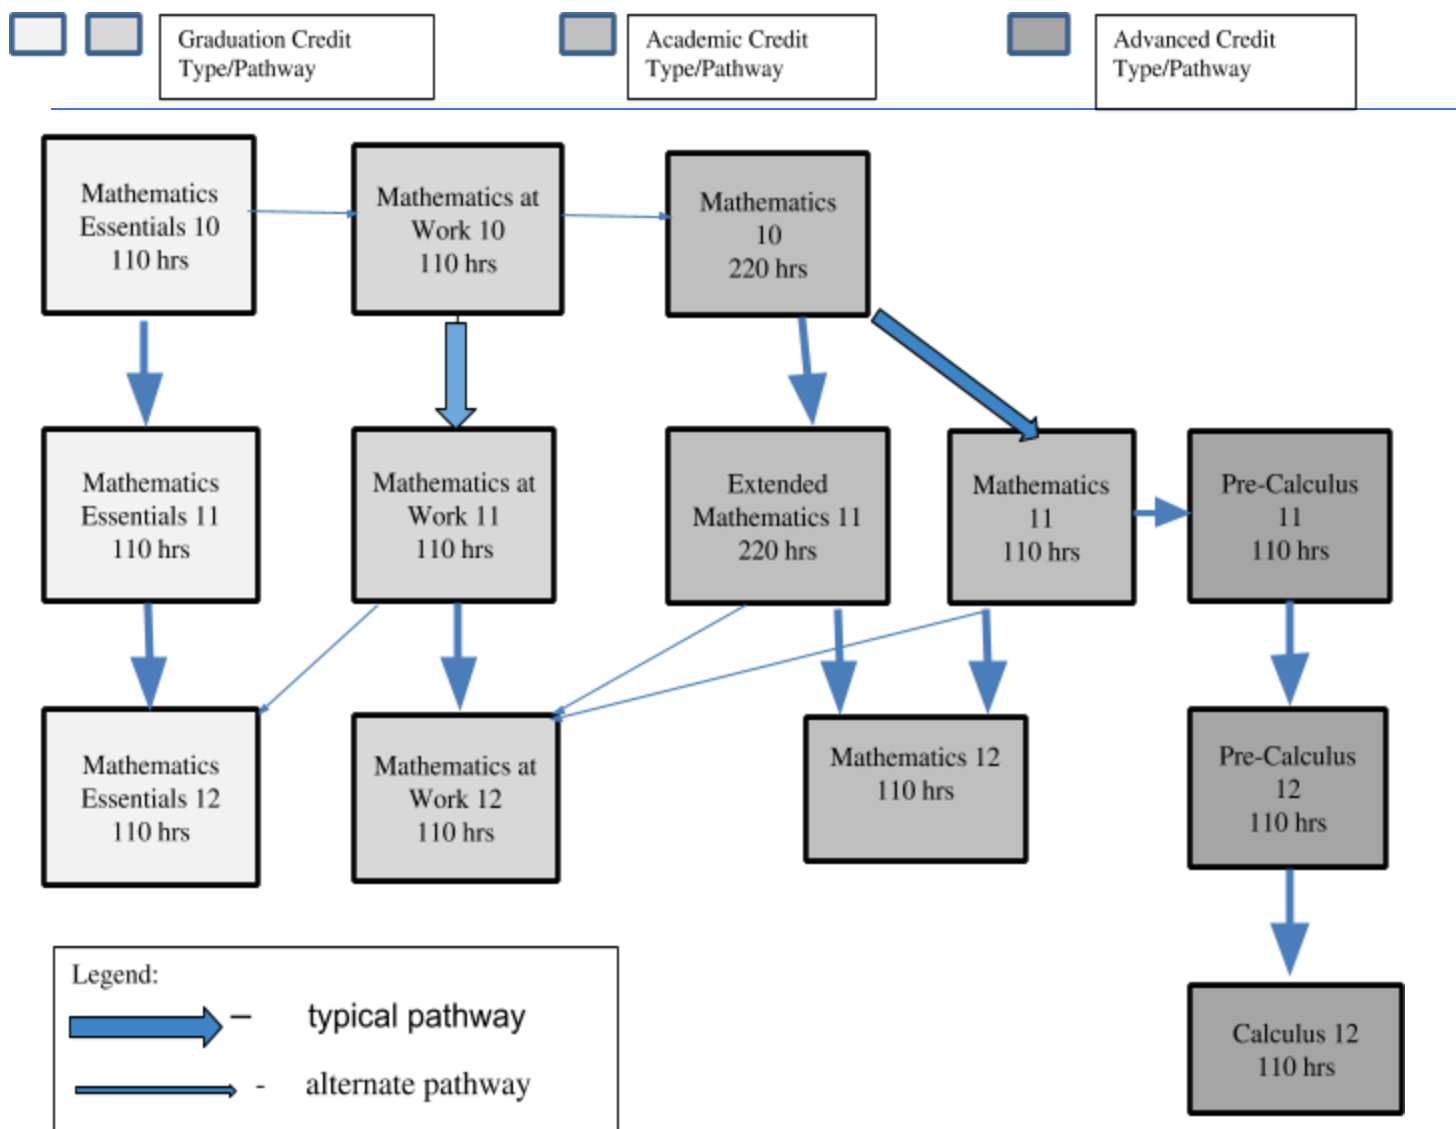 Graduation Credit
Type/Pathway
Academic Credit
Type/Pathway
Advanced Credit
Type/Pathway
Mathematics
Essentials 10
110 hrs
Mathematics at
Work 10
110 hrs
Mathematics
10
220 hrs
Mathematics
Essentials 11
110 hrs
Mathematics at
Work 11
110 hrs
Extended
Mathematics 11
220 hrs
Mathematics
11
110 hrs
Pre-Calculus
11
110 hrs
Mathematics
Essentials 12
110 hrs
Mathematics at
Work 12
110 hrs
Mathematics 12
110 hrs
Pre-Calculus
12
110 hrs
Calculus 12
110 hrs
Legend:
– typical pathway
- alternate pathway